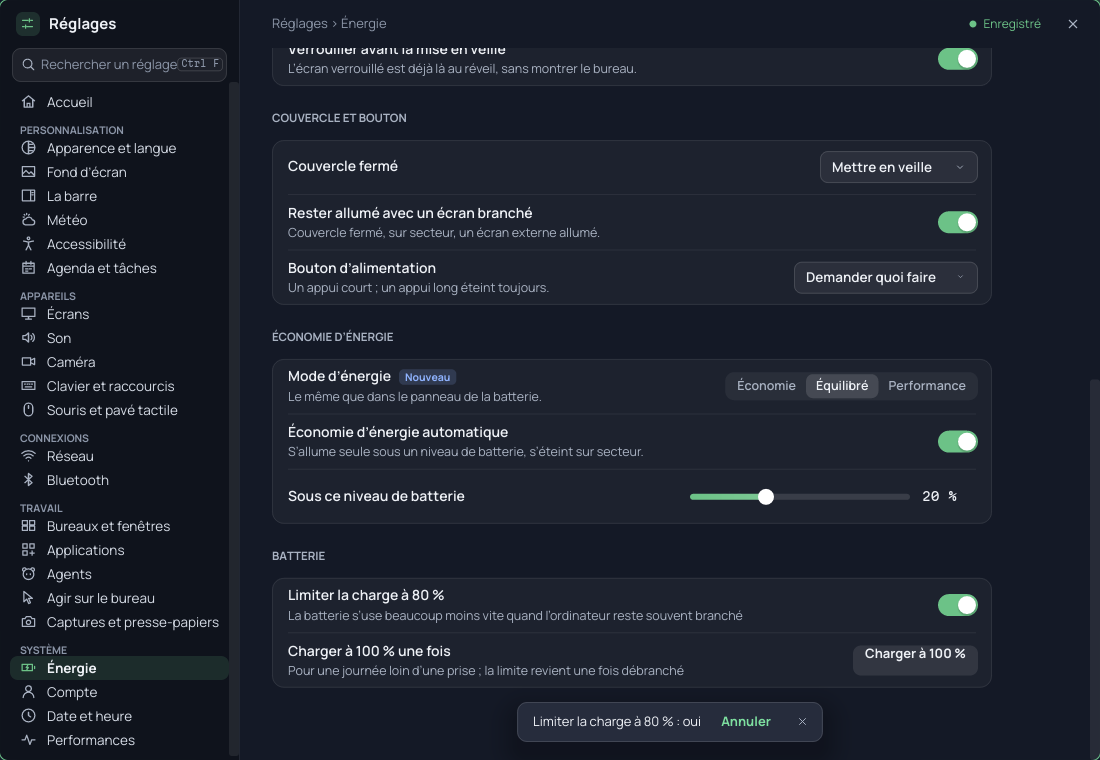 Réglages
Rechercher un réglage Ctrl F
Accueil
PERSONNALISATION
Apparence et langue
Fond d'écran
La barre
Météo
Accessibilité
Agenda et tâches
APPAREILS
Écrans
Son
Caméra
Clavier et raccourcis
Souris et pavé tactile
CONNEXIONS
Réseau
Bluetooth
TRAVAIL
Bureaux et fenêtres
Applications
Agents
Agir sur le bureau
Captures et presse-papiers
SYSTÈME
Énergie
Compte
Date et heure
Performances
Réglages › Énergie
Enregistré
Verrouiller avant la mise en veille
L'écran verrouillé est déjà là au réveil, sans montrer le bureau.
COUVERCLE ET BOUTON
Couvercle fermé
Mettre en veille
Rester allumé avec un écran branché
Couvercle fermé, sur secteur, un écran externe allumé.
Bouton d'alimentation
Un appui court ; un appui long éteint toujours.
Demander quoi faire
ÉCONOMIE D'ÉNERGIE
Mode d'énergie Nouveau
Le même que dans le panneau de la batterie.
Économie Équilibré Performance
Économie d'énergie automatique
S'allume seule sous un niveau de batterie, s'éteint sur secteur.
Sous ce niveau de batterie
20 %
BATTERIE
Limiter la charge à 80 %
La batterie s'use beaucoup moins vite quand l'ordinateur reste souvent branché
Charger à 100 % une fois
Pour une journée loin d'une prise ; la limite revient une fois débranché
Charger à 100 %
Limiter la charge à 80 % : oui Annuler